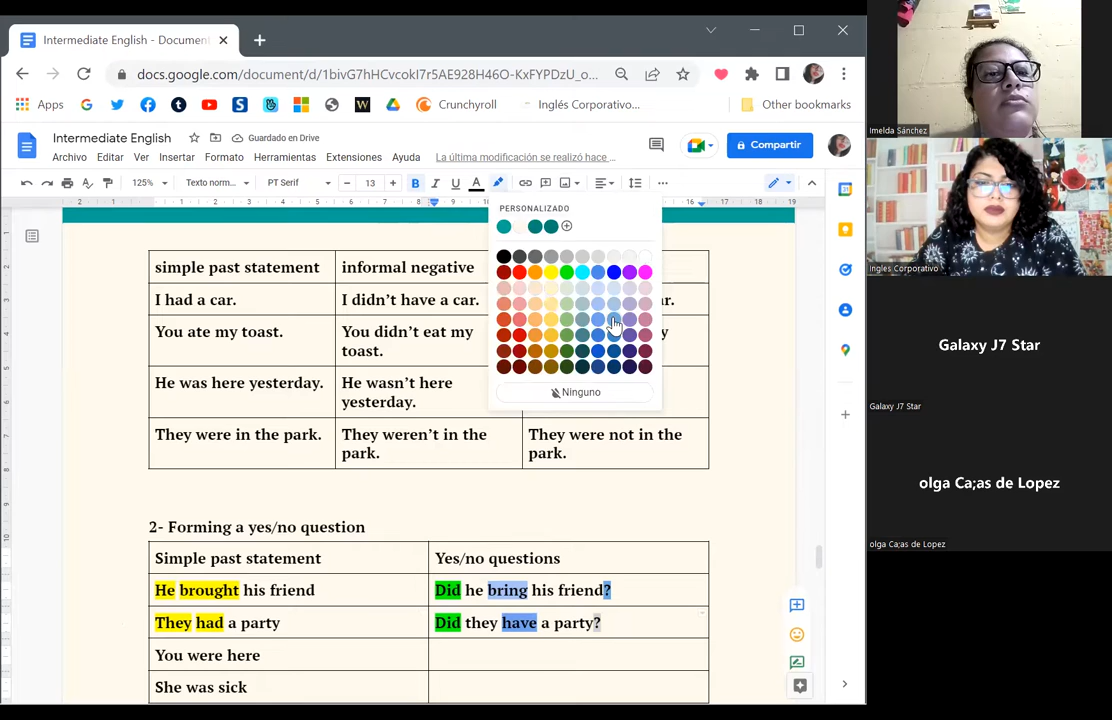 Intermediate English - Document
docs.google.com/document/d/1bivG7hHCvcokI7r5AE928H46O-KxFYPDzU_o...
Apps
Crunchyroll
Inglés Corporativo...
Other bookmarks
Intermediate English
Guardado en Drive
Archivo Editar Ver Insertar Formato Herramientas Extensiones Ayuda
La última modificación se realizó hace ...
Compartir
125%
Texto norm...
PT Serif
13
PERSONALIZADO
Ninguno
simple past statement
informal negative
I had a car.
I didn't have a car.
ar.
You ate my toast.
You didn't eat my
toast.
y
He was here yesterday.
He wasn't here
yesterday.
They were in the park.
They weren't in the
park.
They were not in the
park.
2- Forming a yes/no question
Simple past statement
Yes/no questions
He brought his friend
Did he bring his friend?
They had a party
Did they have a party?
You were here
She was sick
Imelda Sánchez
Ingles Corporativo
Galaxy J7 Star
Galaxy J7 Star
olga Ca;as de Lopez
olga Ca;as de Lopez